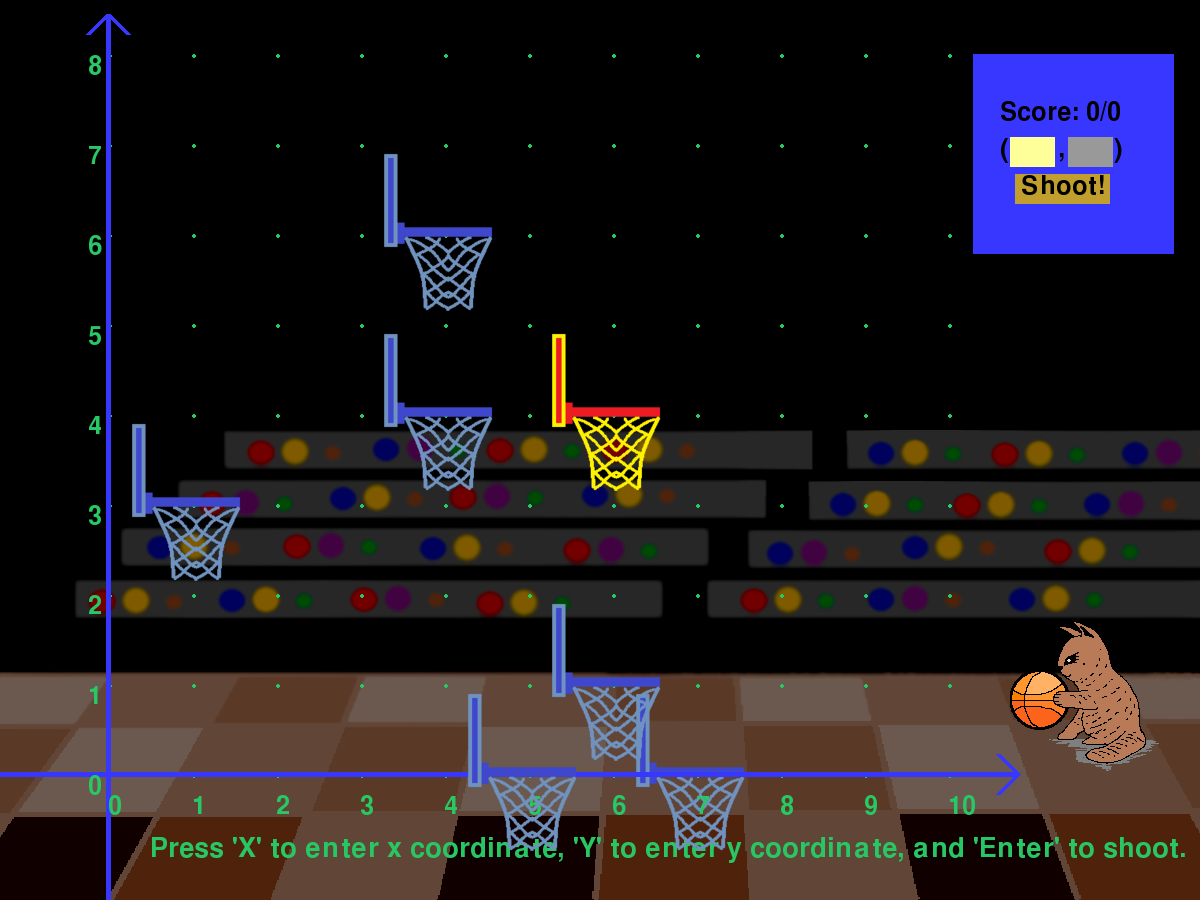 8
7
6
5
4
3
2
1
0
0 1 2 3 4 5 6 7 8 9 10
Score: 0/0
( , )
Shoot!
Press 'X' to enter x coordinate, 'Y' to enter y coordinate, and 'Enter' to shoot.